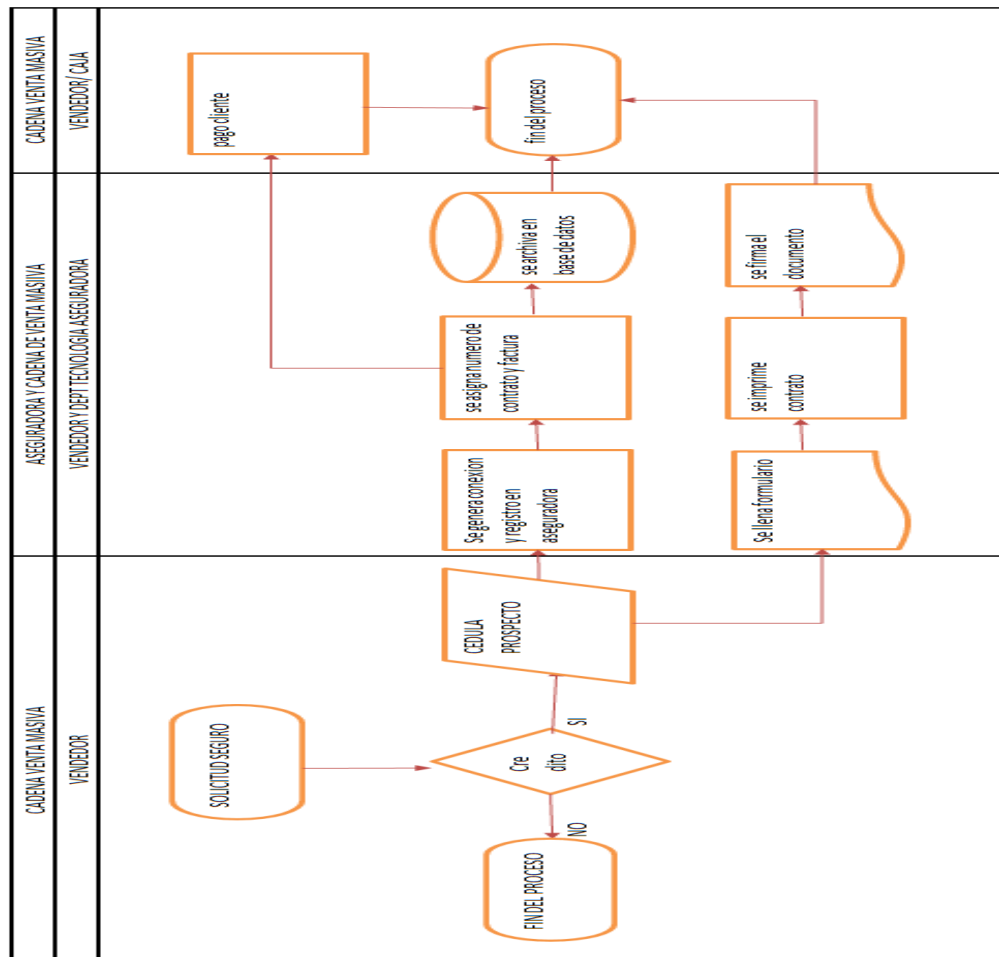 CADENA VENTA MASIVA
ASEGURADORA Y CADENA DE VENTA MASIIVA
CADENA VENTA MASIVA
VENDEDOR
VENDEDOR Y DEPT TECNOLOGIA ASEGURADORA
VENDEDOR/ CAJA
SOLICITUD SEGURO
Cre
dito
SI
NO
FIN DEL PROCESO
CEDULA
PROSPECTO
Se genera conexion
y registro en
aseguradora
se asigna numero de
contrato y factura
se archiva en
base de datos
pago cliente
fin del proceso
Se llena formulario
se imprime
contrato
se firma el
documento